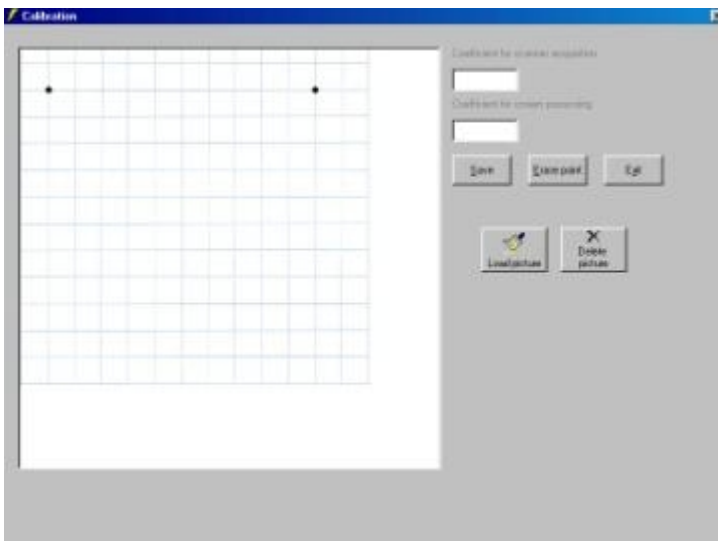 Calibration
Coefficient for scanner acquisition
Coefficient for screen processing
Save
Erase point
Exit
Load picture
Delete
picture